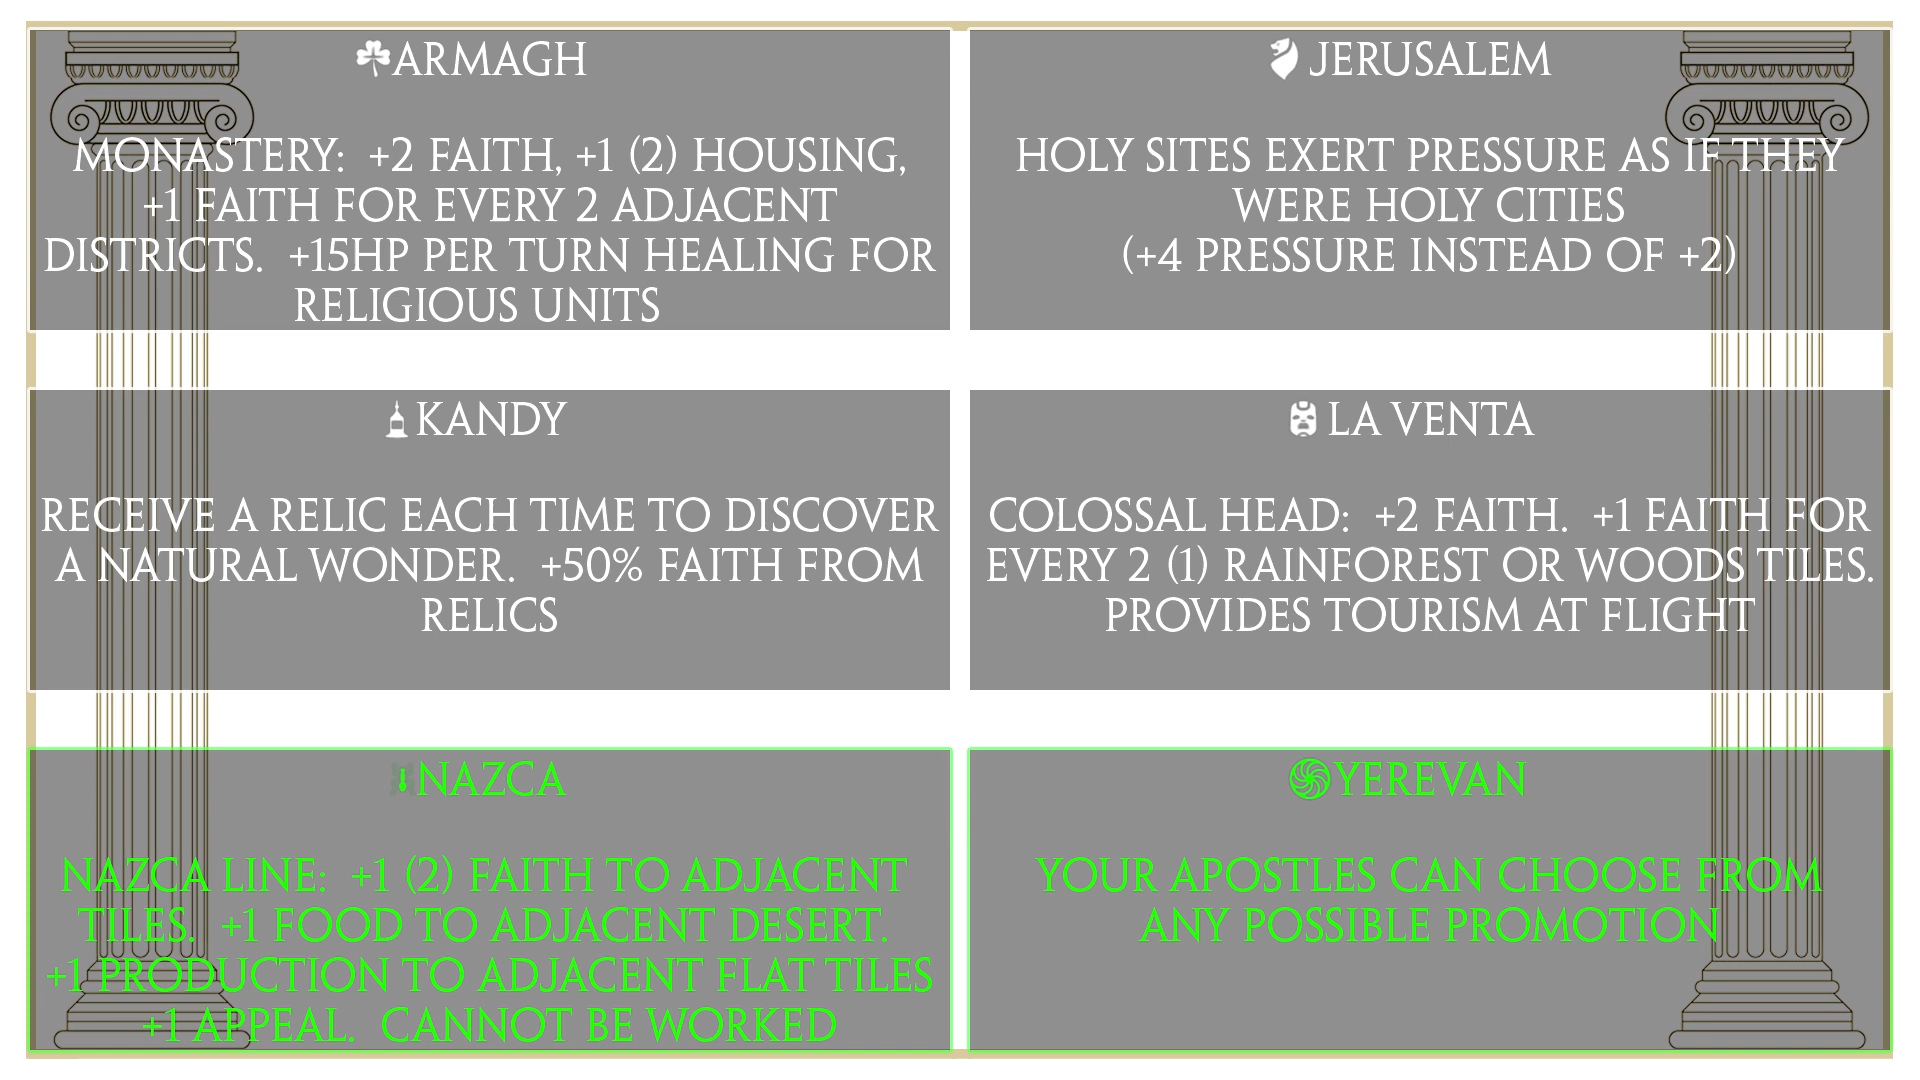 ARMAGH
MONASTERY: +2 FAITH, +1 (2) HOUSING,
+1 FAITH FOR EVERY 2 ADJACENT
DISTRICTS. +15HP PER TURN HEALING FOR
RELIGIOUS UNITS
JERUSALEM
HOLY SITES EXERT PRESSURE AS IF THEY
WERE HOLY CITIES
(+4 PRESSURE INSTEAD OF +2)
KANDY
RECEIVE A RELIC EACH TIME TO DISCOVER
A NATURAL WONDER. +50% FAITH FROM
RELICS
LA VENTA
COLOSSAL HEAD: +2 FAITH. +1 FAITH FOR
EVERY 2 (1) RAINFOREST OR WOODS TILES.
PROVIDES TOURISM AT FLIGHT
NAZCA
NAZCA LINE: +1 (2) FAITH TO ADJACENT
TILES. +1 FOOD TO ADJACENT DESERT.
+1 PRODUCTION TO ADJACENT FLAT TILES
+1 APPEAL. CANNOT BE WORKED
YEREVAN
YOUR APOSTLES CAN CHOOSE FROM
ANY POSSIBLE PROMOTION